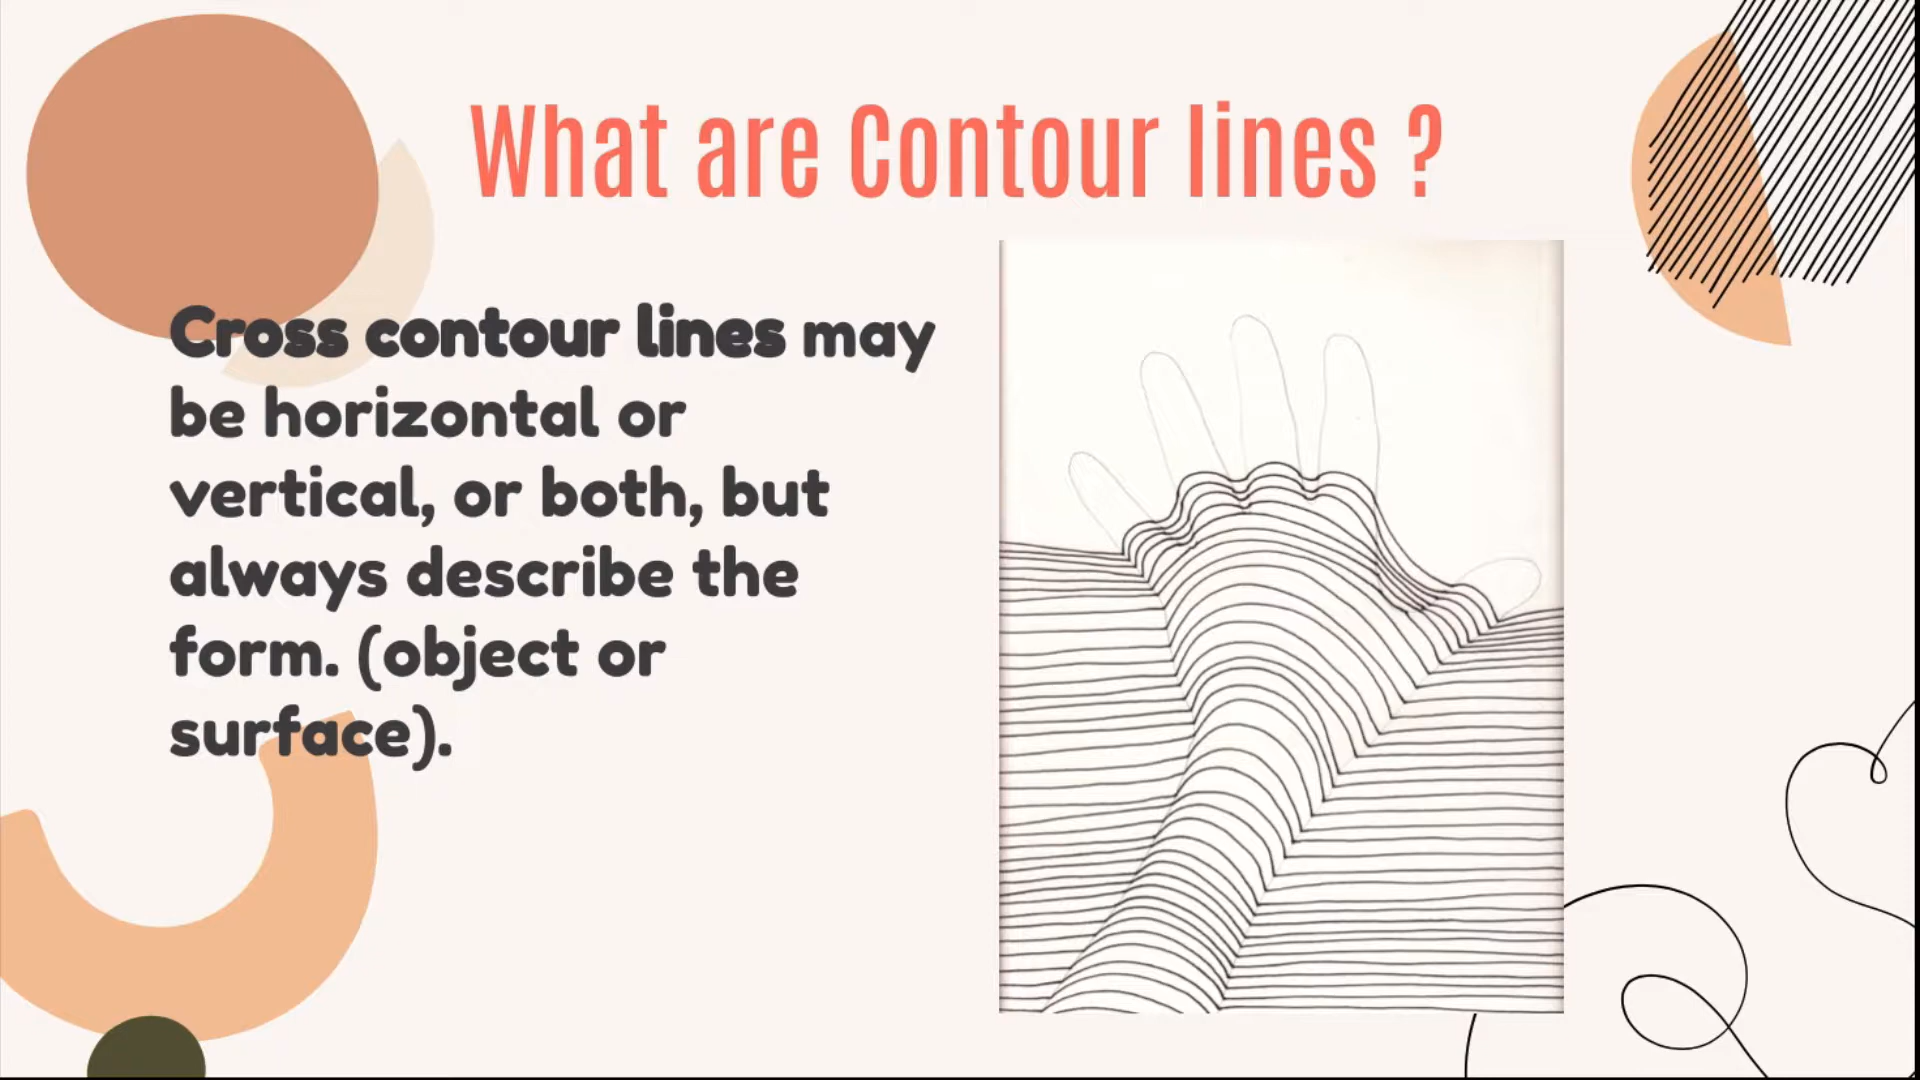 What are Contour lines ?
Cross contour lines may
be horizontal or
vertical, or both, but
always describe the
form. (object or
surface).